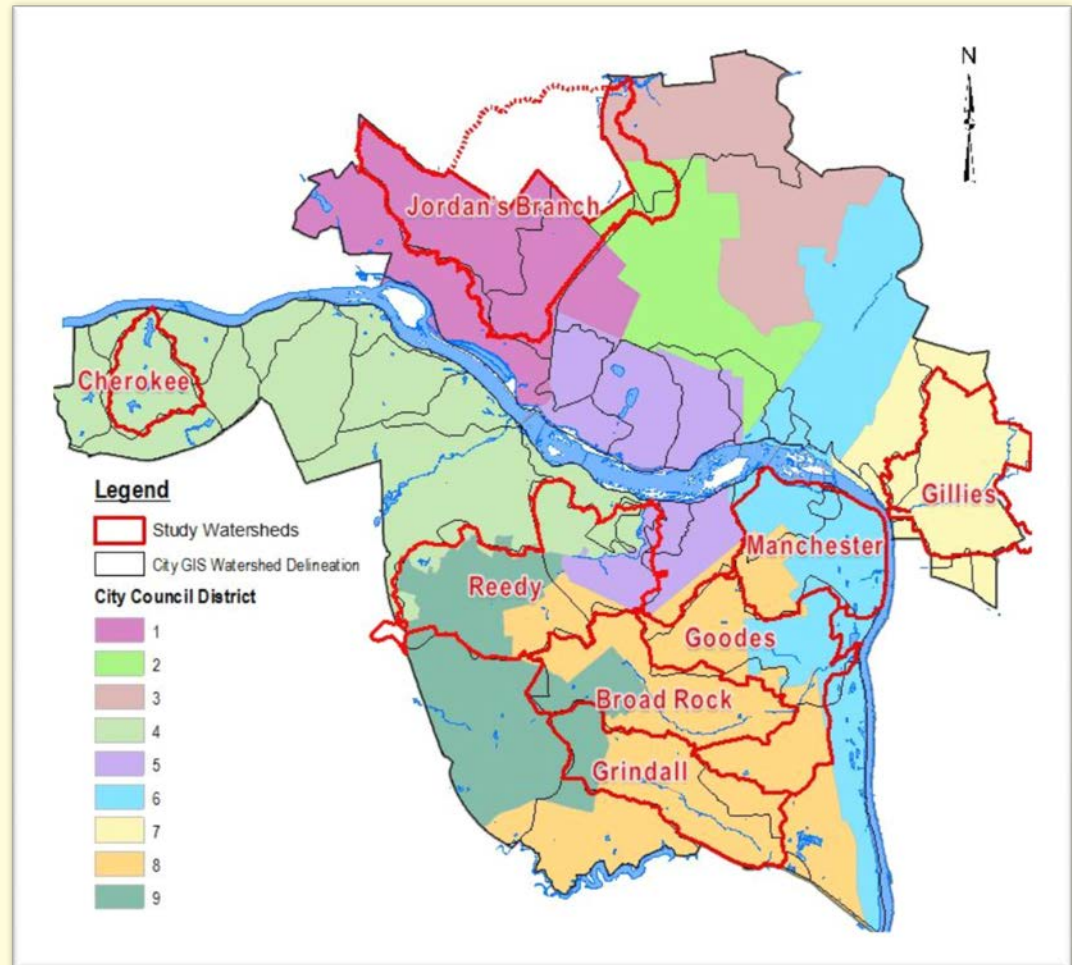 N
Jordan's Branch
Cherokee
Gillies
Manchester
Reedy
Goodes
Broad Rock
Grindall
Legend
Study Watersheds
City GIS Watershed Delineation
City Council District
1
2
3
4
5
6
7
8
9